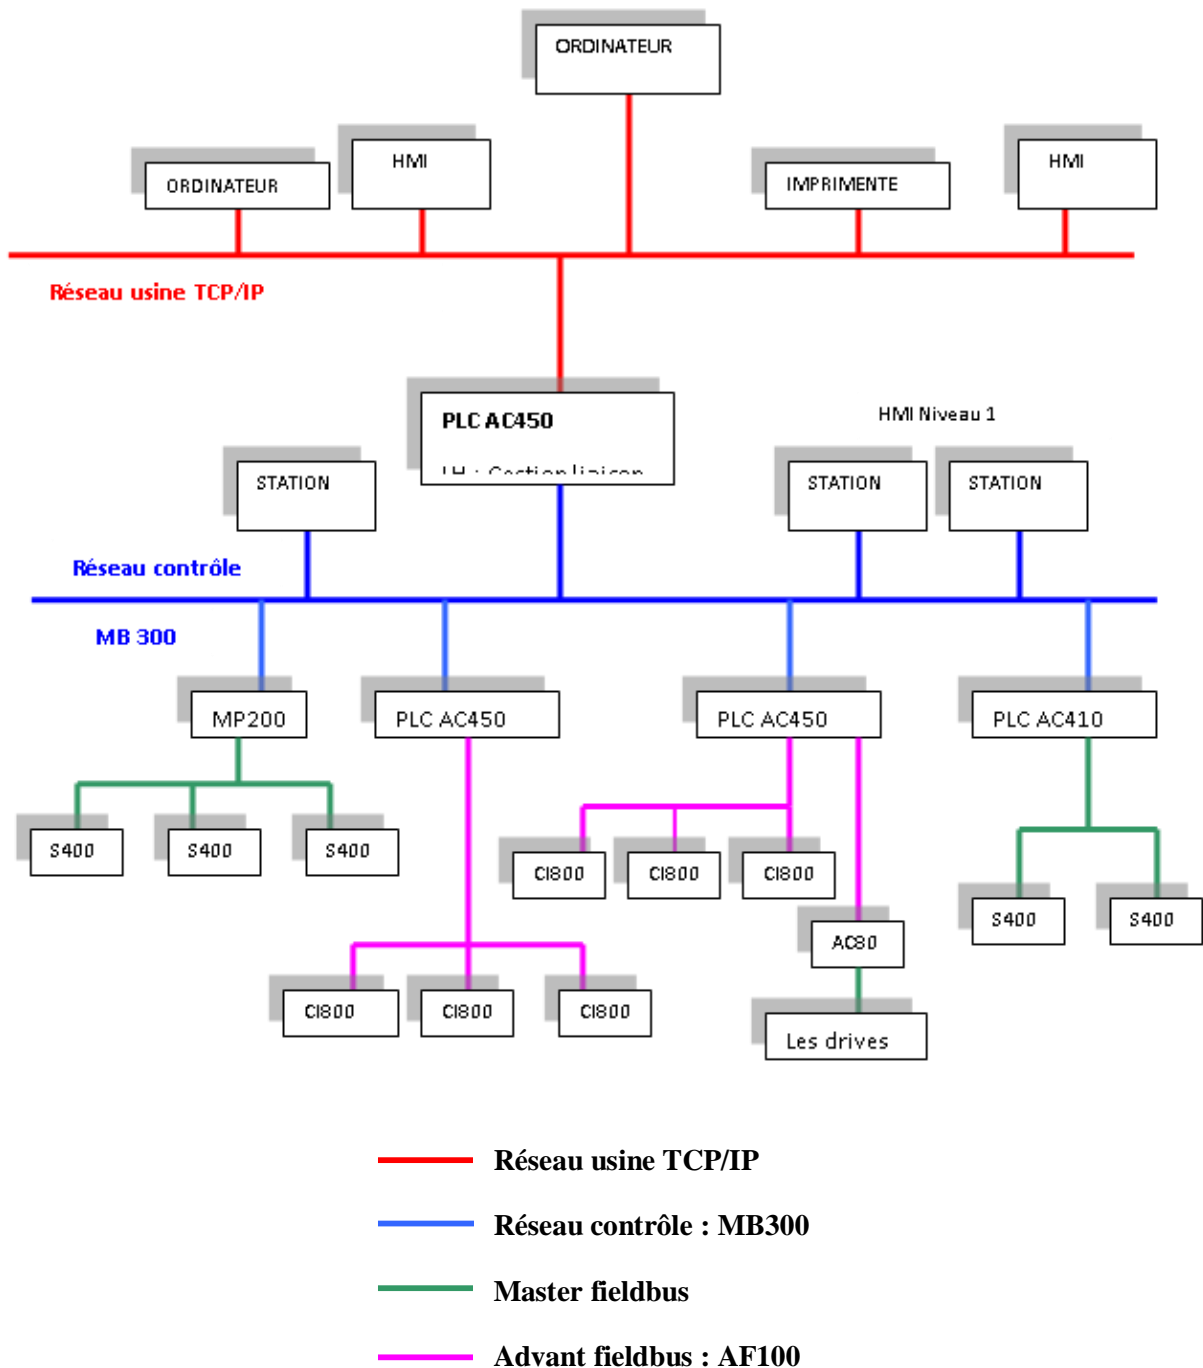 ORDINATEUR
HMI
HMI
ORDINATEUR
IMPRIMENTE
Réseau usine TCP/IP
PLC AC450
HMI Niveau 1
STATION
STATION
STATION
Réseau contrôle
MB 300
MP200
PLC AC450
PLC AC450
PLC AC410
S400
S400
S400
CI800
CI800
CI800
S400
S400
AC80
CI800
CI800
CI800
Les drives
Réseau usine TCP/IP
Réseau contrôle : MB300
Master fieldbus
Advant fieldbus : AF100